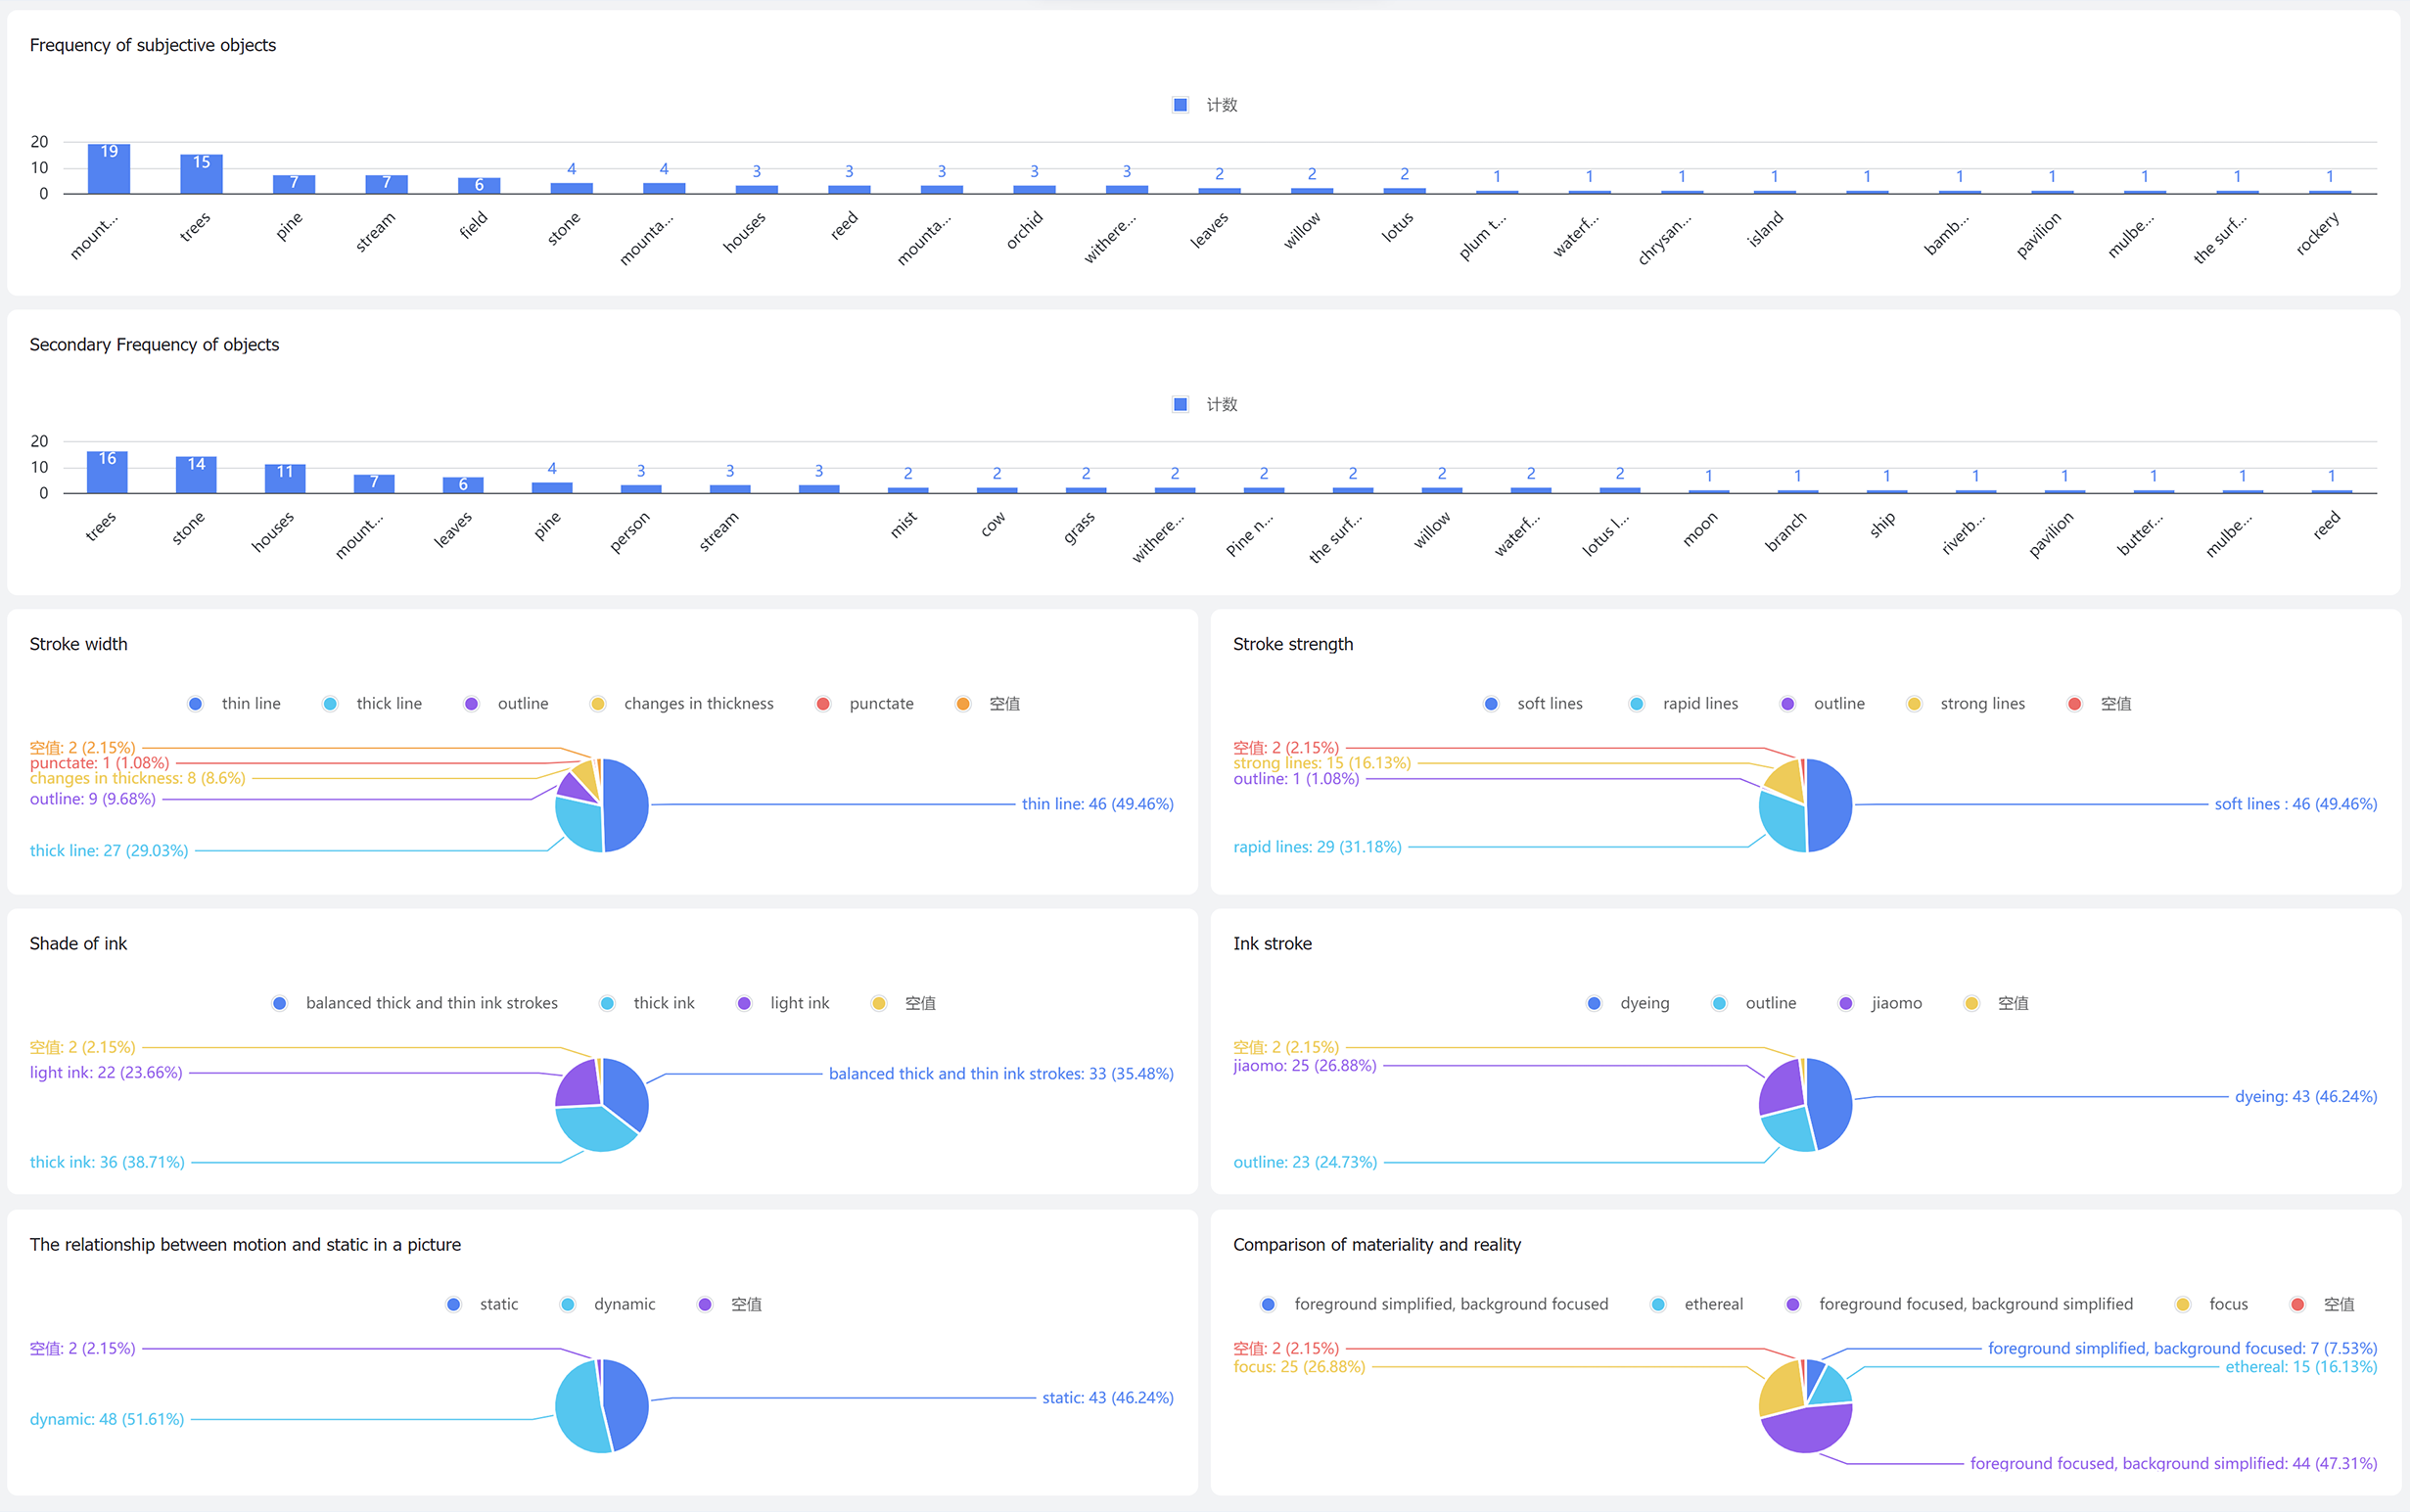 Frequency of subjective objects
计数
20
10
0
19 15 7 7 6 4 4 3 3 3 3 3 2 2 2 1 1 1 1 1 1 1 1 1 1
mount... trees pine stream field stone mounta... houses reed mounta... orchid withere... leaves willow lotus plum t... waterf... chrysan... island bamb... pavilion mulbe... the surf... rockery
Secondary Frequency of objects
计数
20
10
0
16 14 11 7 6 4 3 3 3 2 2 2 2 2 2 2 2 2 1 1 1 1 1 1 1 1
trees stone houses mount... leaves pine person stream mist cow grass withere... Pine n... the surf... willow waterf... lotus l... moon branch ship riverb... pavilion butter... mulbe... reed
Stroke width
thin line thick line outline changes in thickness punctate 空值
空值: 2 (2.15%)
punctate: 1 (1.08%)
changes in thickness: 8 (8.6%)
outline: 9 (9.68%)
thin line: 46 (49.46%)
thick line: 27 (29.03%)
Stroke strength
soft lines rapid lines outline strong lines 空值
空值: 2 (2.15%)
strong lines: 15 (16.13%)
outline: 1 (1.08%)
soft lines : 46 (49.46%)
rapid lines: 29 (31.18%)
Shade of ink
balanced thick and thin ink strokes thick ink light ink 空值
空值: 2 (2.15%)
light ink: 22 (23.66%)
balanced thick and thin ink strokes: 33 (35.48%)
thick ink: 36 (38.71%)
Ink stroke
dyeing outline jiaomo 空值
空值: 2 (2.15%)
jiaomo: 25 (26.88%)
dyeing: 43 (46.24%)
outline: 23 (24.73%)
The relationship between motion and static in a picture
static dynamic 空值
空值: 2 (2.15%)
static: 43 (46.24%)
dynamic: 48 (51.61%)
Comparison of materiality and reality
foreground simplified, background focused ethereal foreground focused, background simplified focus 空值
空值: 2 (2.15%)
foreground simplified, background focused: 7 (7.53%)
focus: 25 (26.88%)
ethereal: 15 (16.13%)
foreground focused, background simplified: 44 (47.31%)